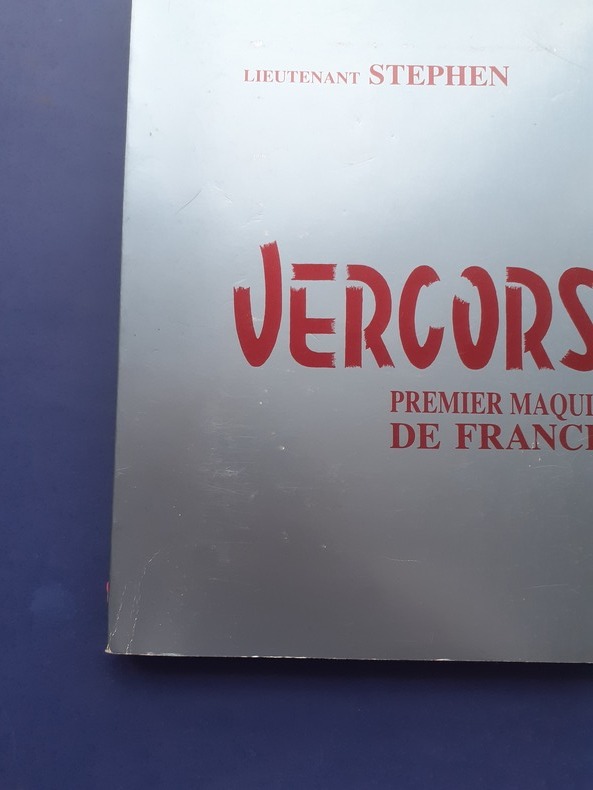 LIEUTENANT STEPHEN
VERCORS
PREMIER MAQUI
DE FRANC